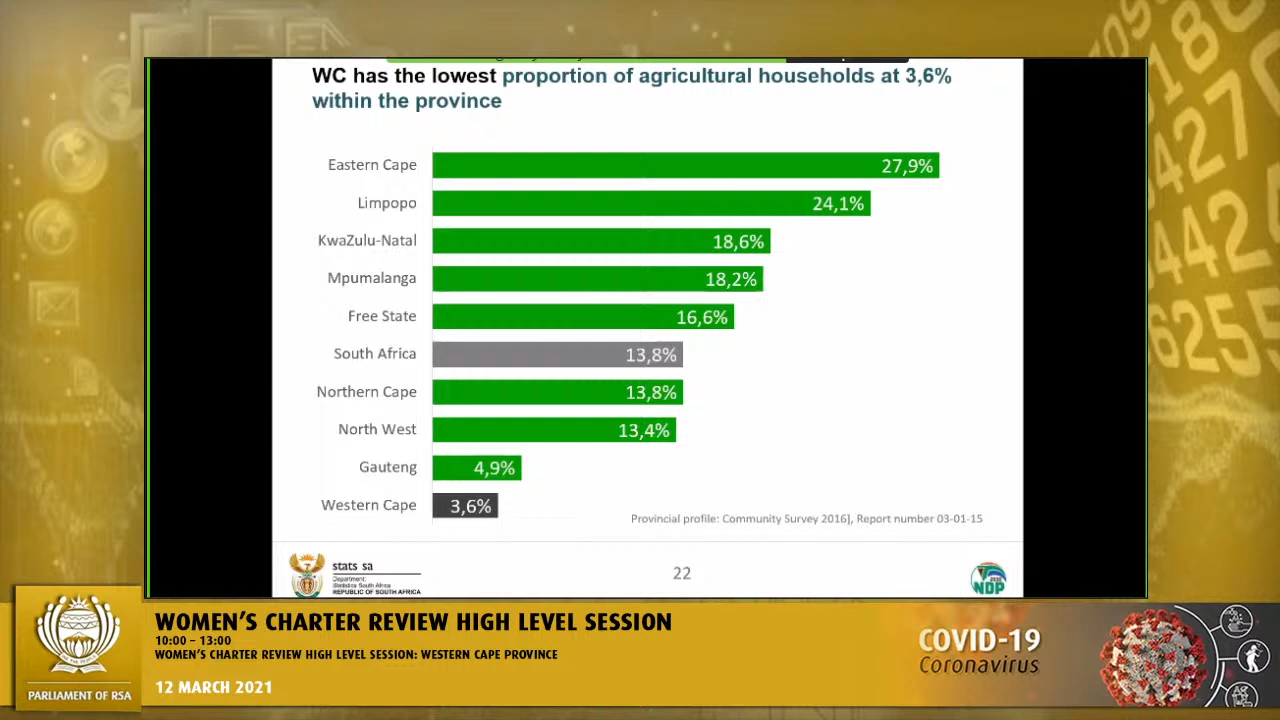 WC has the lowest proportion of agricultural households at 3,6%
within the province
Eastern Cape 27,9%
Limpopo 24,1%
KwaZulu-Natal 18,6%
Mpumalanga 18,2%
Free State 16,6%
South Africa 13,8%
Northern Cape 13,8%
North West 13,4%
Gauteng 4,9%
Western Cape 3,6%
Provincial profile: Community Survey 2016], Report number 03-01-15
stats sa
Department:
Statistics South Africa
REPUBLIC OF SOUTH AFRICA
22
NDP
WOMEN'S CHARTER REVIEW HIGH LEVEL SESSION
10:00 – 13:00
WOMEN'S CHARTER REVIEW HIGH LEVEL SESSION: WESTERN CAPE PROVINCE
12 MARCH 2021
PARLIAMENT OF RSA
COVID-19
Coronavirus
6255